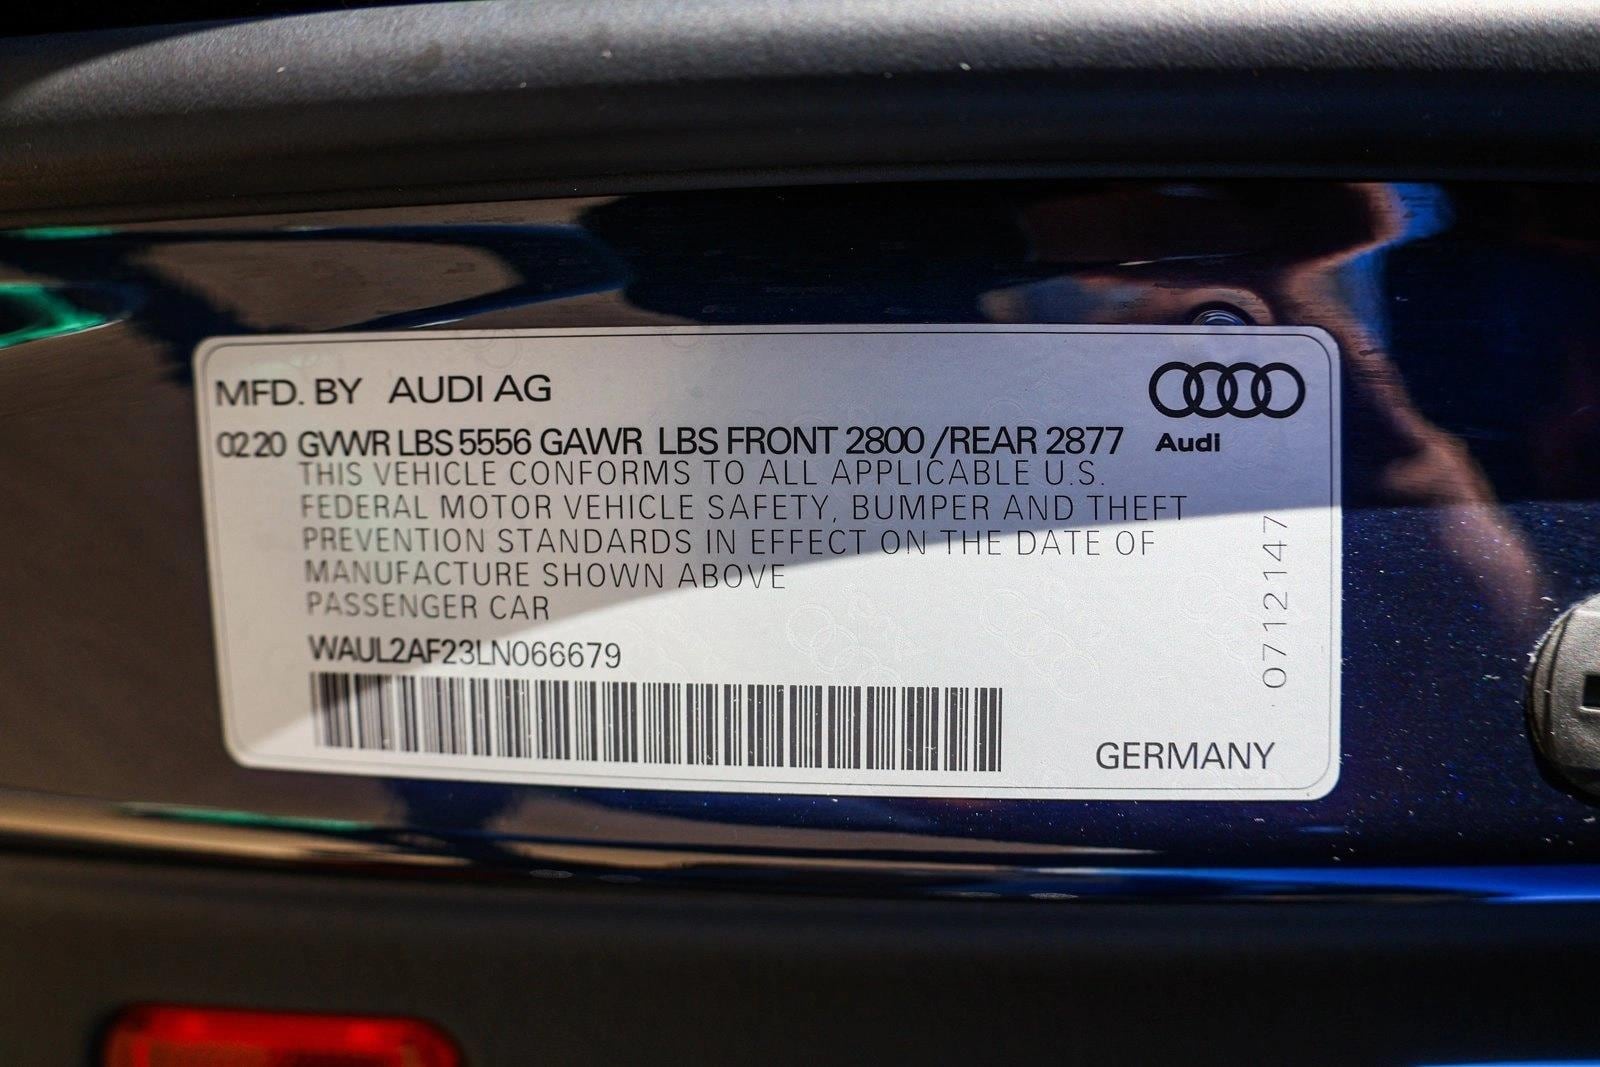 MFD. BY AUDI AG
02 20 GVWR LBS 5556 GAWR LBS FRONT 2800 /REAR 2877
Audi
THIS VEHICLE CONFORMS TO ALL APPLICABLE U.S.
FEDERAL MOTOR VEHICLE SAFETY, BUMPER AND THEFT
PREVENTION STANDARDS IN EFFECT ON THE DATE OF
MANUFACTURE SHOWN ABOVE
PASSENGER CAR
WAUL2AF23LN066679
0712147
GERMANY